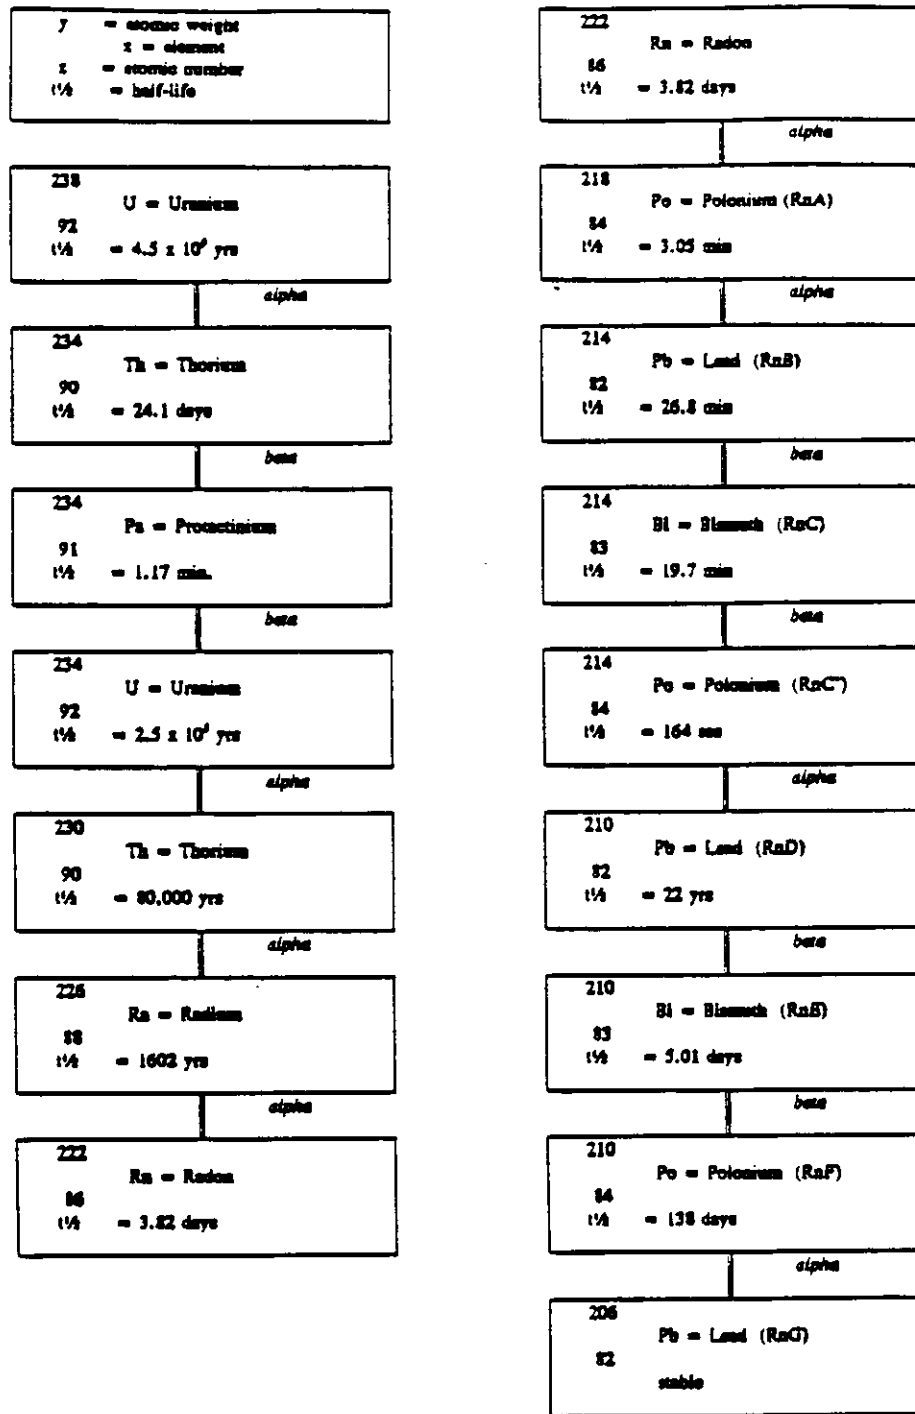 y = atomic weight
x = element
z = atomic number
t½ = half-life
238
U = Uranium
92
t½ = 4.5 x 10⁹ yrs
alpha
234
Th = Thorium
90
t½ = 24.1 days
beta
234
Pa = Protactinium
91
t½ = 1.17 min.
beta
234
U = Uranium
92
t½ = 2.5 x 10⁵ yrs
alpha
230
Th = Thorium
90
t½ = 80,000 yrs
alpha
226
Ra = Radium
88
t½ = 1602 yrs
alpha
222
Rn = Radon
86
t½ = 3.82 days
222
Rn = Radon
86
t½ = 3.82 days
alpha
218
Po = Polonium (RnA)
84
t½ = 3.05 min
alpha
214
Pb = Lead (RnB)
82
t½ = 26.8 min
beta
214
Bi = Bismuth (RnC)
83
t½ = 19.7 min
beta
214
Po = Polonium (RnC')
84
t½ = 164 sec
alpha
210
Pb = Lead (RnD)
82
t½ = 22 yrs
beta
210
Bi = Bismuth (RnE)
83
t½ = 5.01 days
beta
210
Po = Polonium (RnF)
84
t½ = 138 days
alpha
206
Pb = Lead (RnG)
82
stable